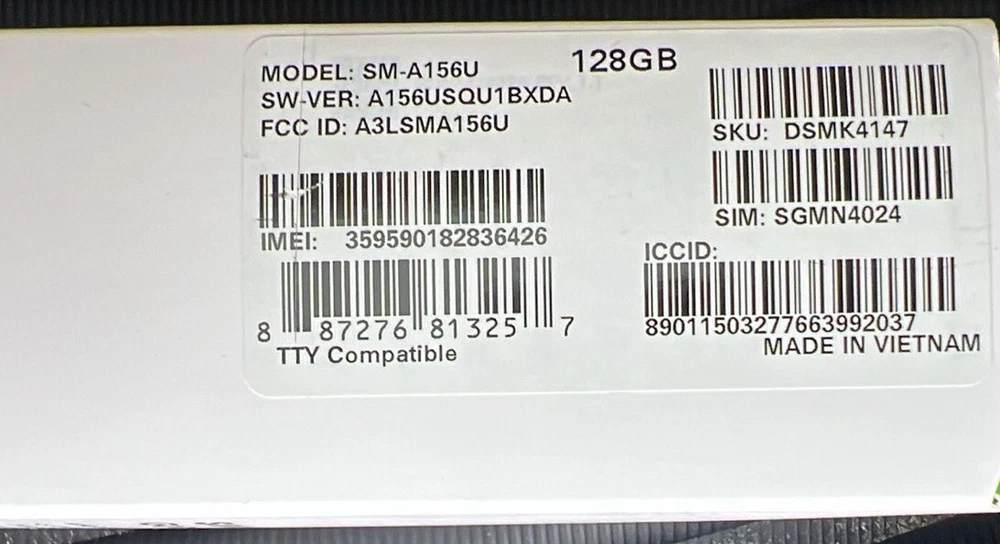 MODEL: SM-A156U
128GB
SW-VER: A156USQU1BXDA
FCC ID: A3LSMA156U
SKU: DSMK4147
SIM: SGMN4024
IMEI: 359590182836426
ICCID:
8 87276 81325 7
89011503277663992037
TTY Compatible
MADE IN VIETNAM